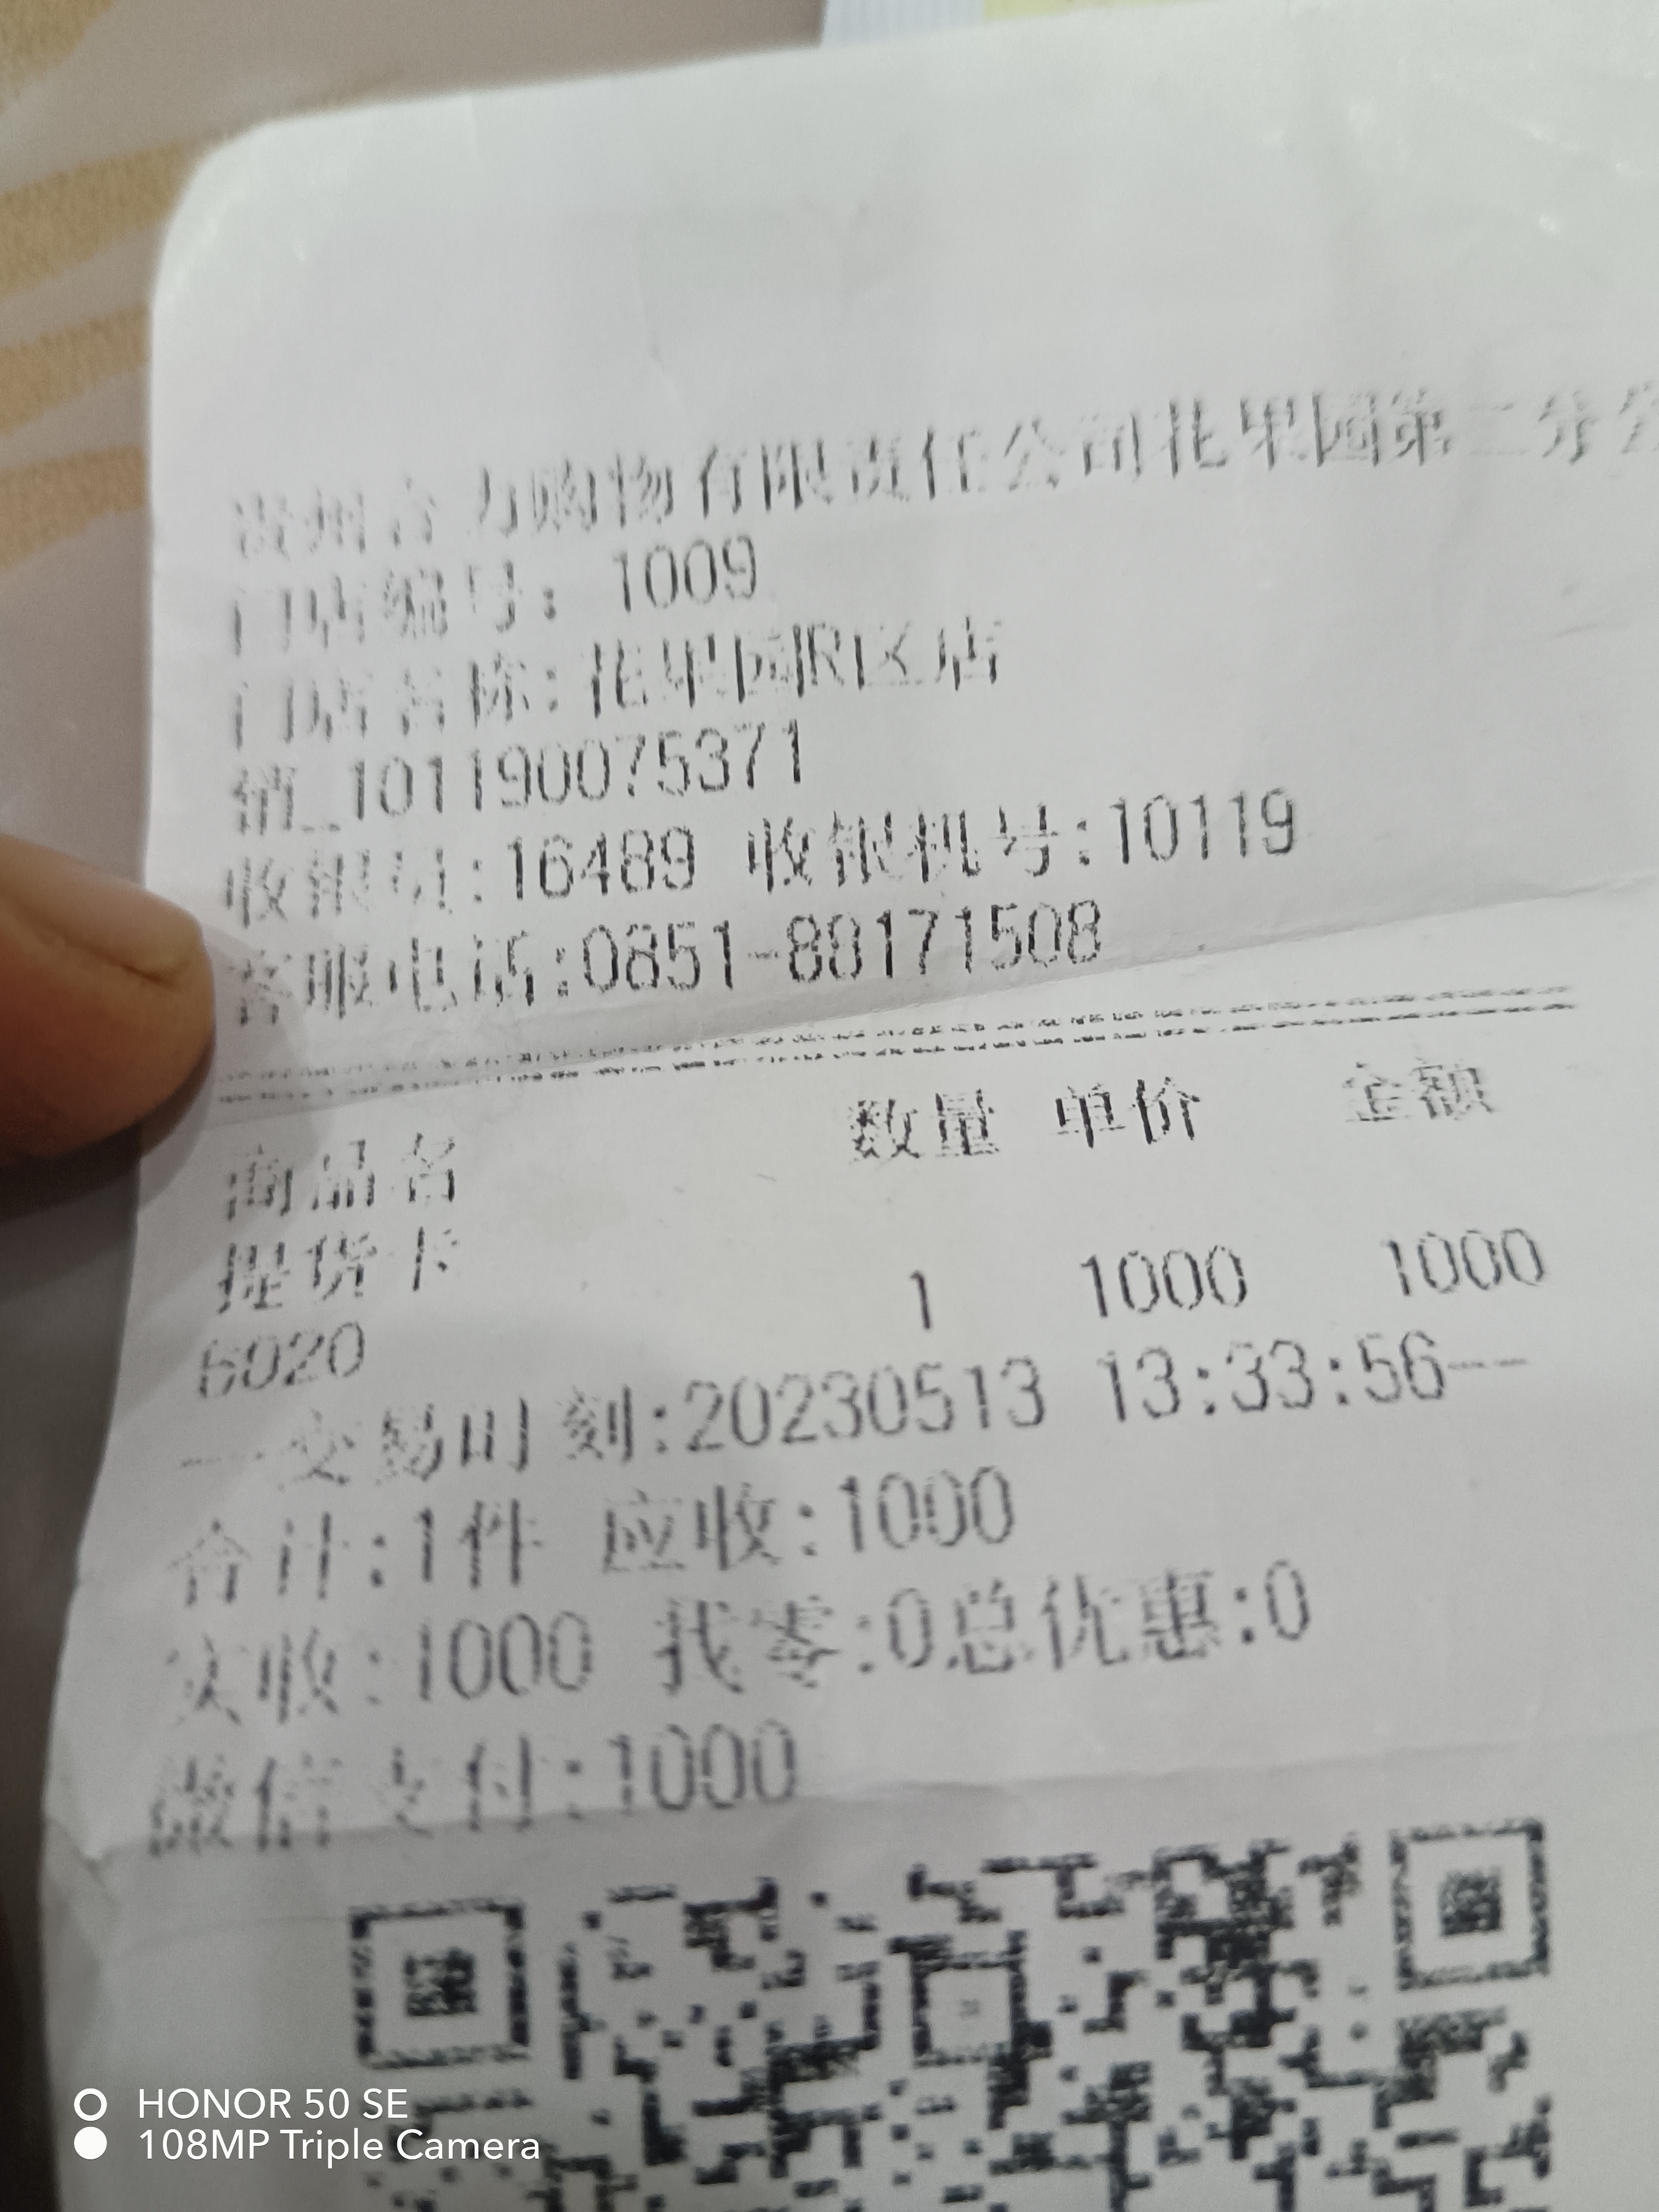 贵州合力购物有限责任公司花果园第二分公
门店编号: 1009
门店名称:花果园R区店
销_101190075371
收银员:16489 收银机号:10119
客服电话:0851-80171508
商品名 数量 单价 金额
提货卡
6020 1 1000 1000
--交易时刻:20230513 13:33:56--
合计:1件 应收:1000
实收:1000 找零:0总优惠:0
微信支付:1000
HONOR 50 SE
108MP Triple Camera